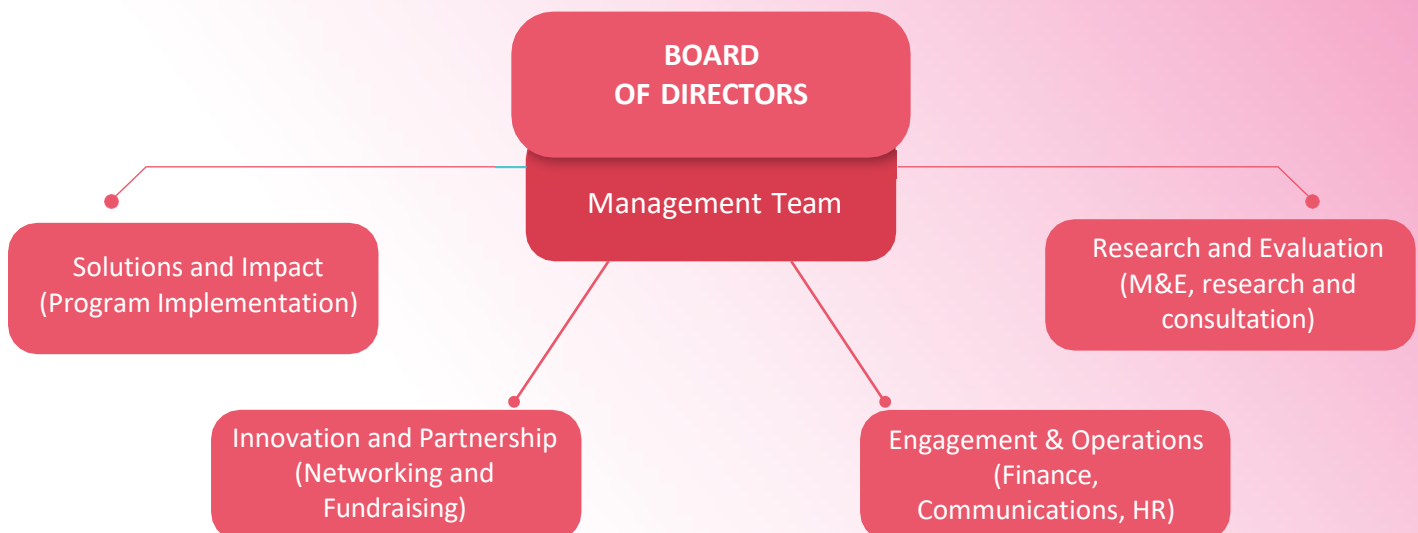 BOARD
OF DIRECTORS
Management Team
Solutions and Impact
(Program Implementation)
Research and Evaluation
(M&E, research and
consultation)
Innovation and Partnership
(Networking and
Fundraising)
Engagement & Operations
(Finance,
Communications, HR)